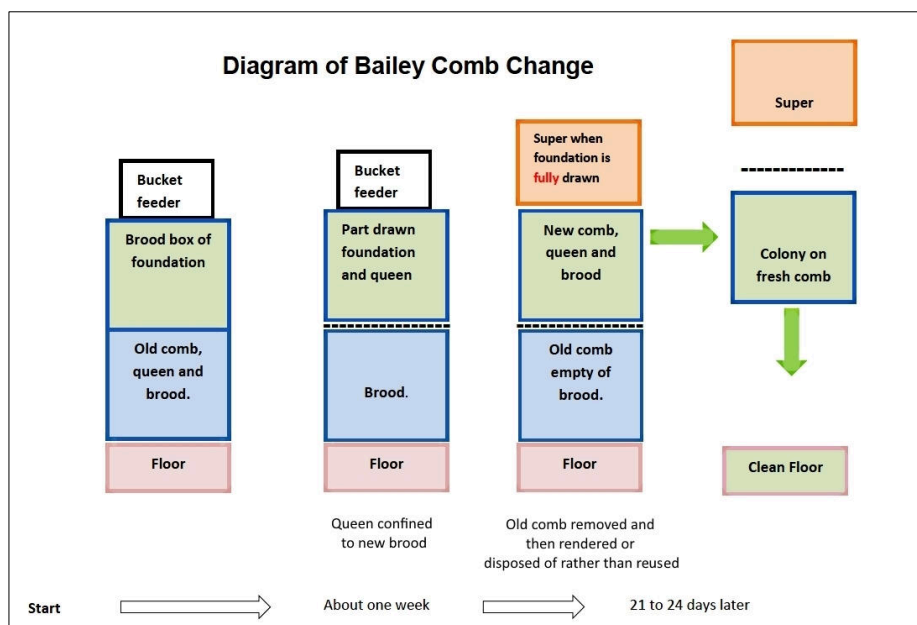 Diagram of Bailey Comb Change
Bucket
feeder
Brood box of
foundation
Old comb,
queen and
brood.
Floor
Bucket
feeder
Part drawn
foundation
and queen
Brood.
Floor
Queen confined
to new brood
Super when
foundation is
fully drawn
New comb,
queen and
brood
Old comb
empty of
brood.
Floor
Old comb removed and
then rendered or
disposed of rather than reused
Super
Colony on
fresh comb
Clean Floor
Start
About one week
21 to 24 days later